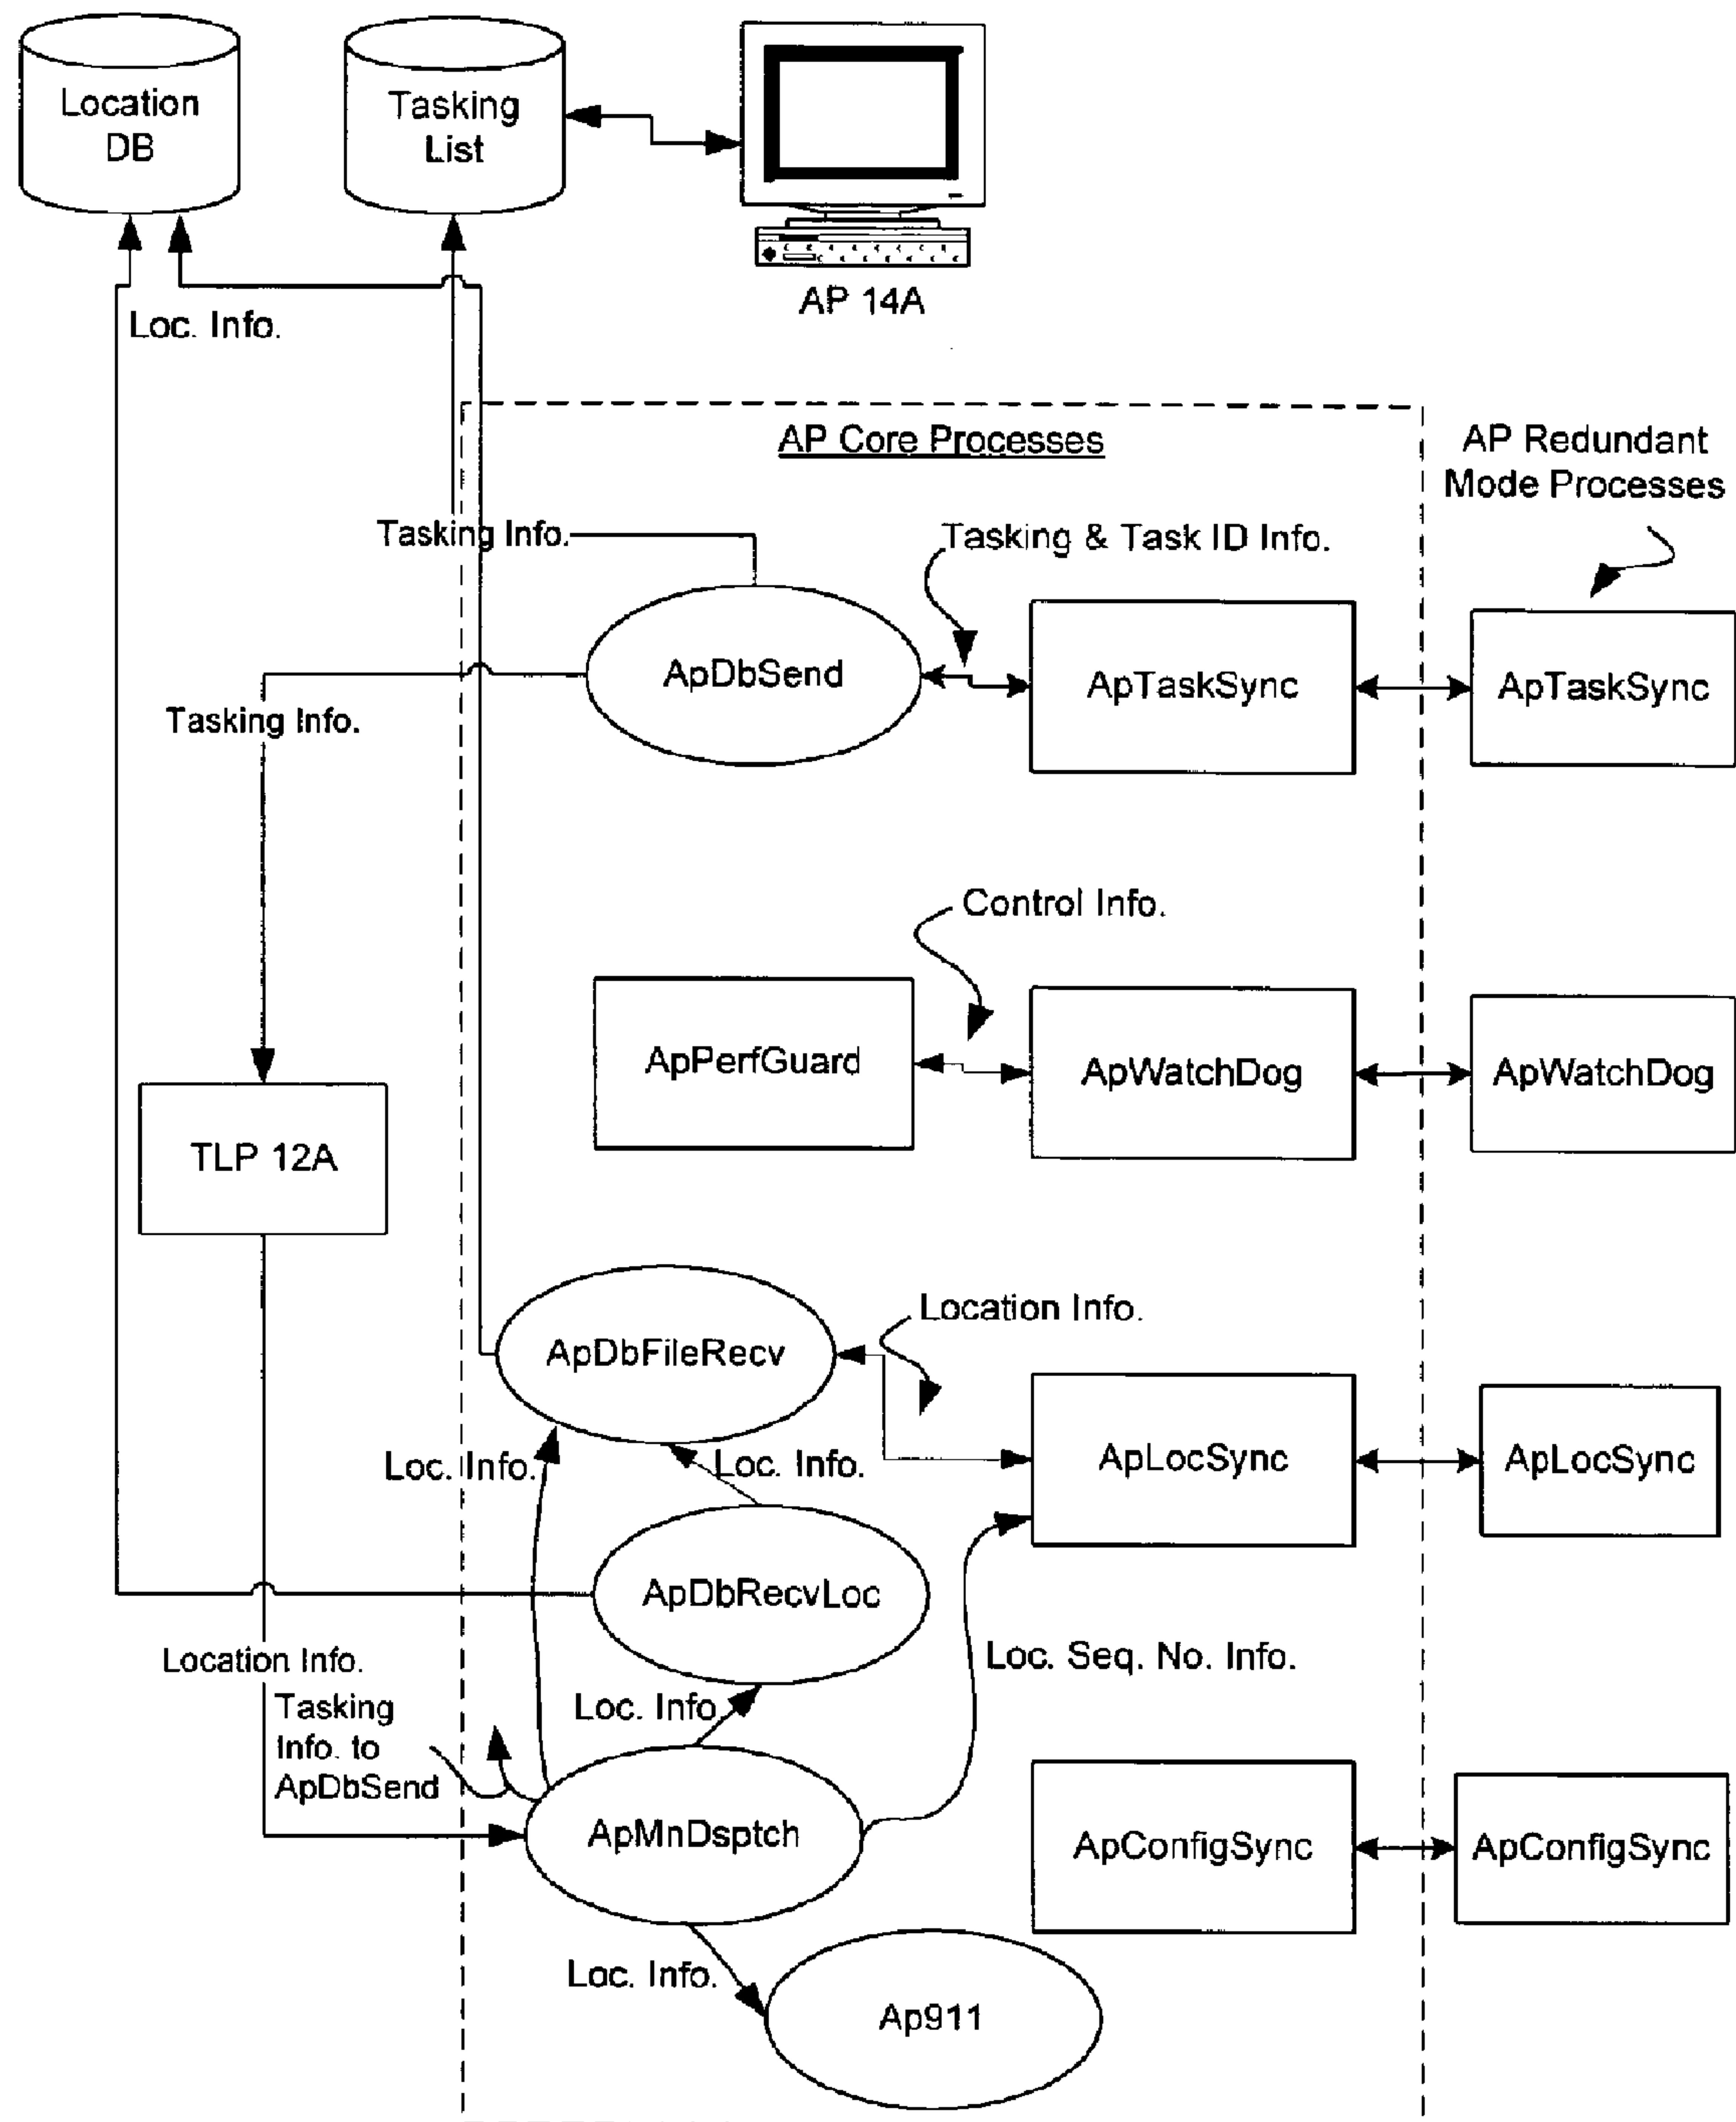 Location
DB
Tasking
List
AP 14A
Loc. Info.
AP Core Processes
AP Redundant
Mode Processes
Tasking Info.
Tasking & Task ID Info.
ApDbSend
ApTaskSync
ApTaskSync
Tasking Info.
Control Info.
ApPerfGuard
ApWatchDog
ApWatchDog
TLP 12A
Location Info.
ApDbFileRecv
Loc. Info.
Loc. Info.
ApLocSync
ApLocSync
ApDbRecvLoc
Location Info.
Loc. Seq. No. Info.
Tasking
Info. to
ApDbSend
Loc. Info
ApMnDsptch
ApConfigSync
ApConfigSync
Loc. Info.
Ap911